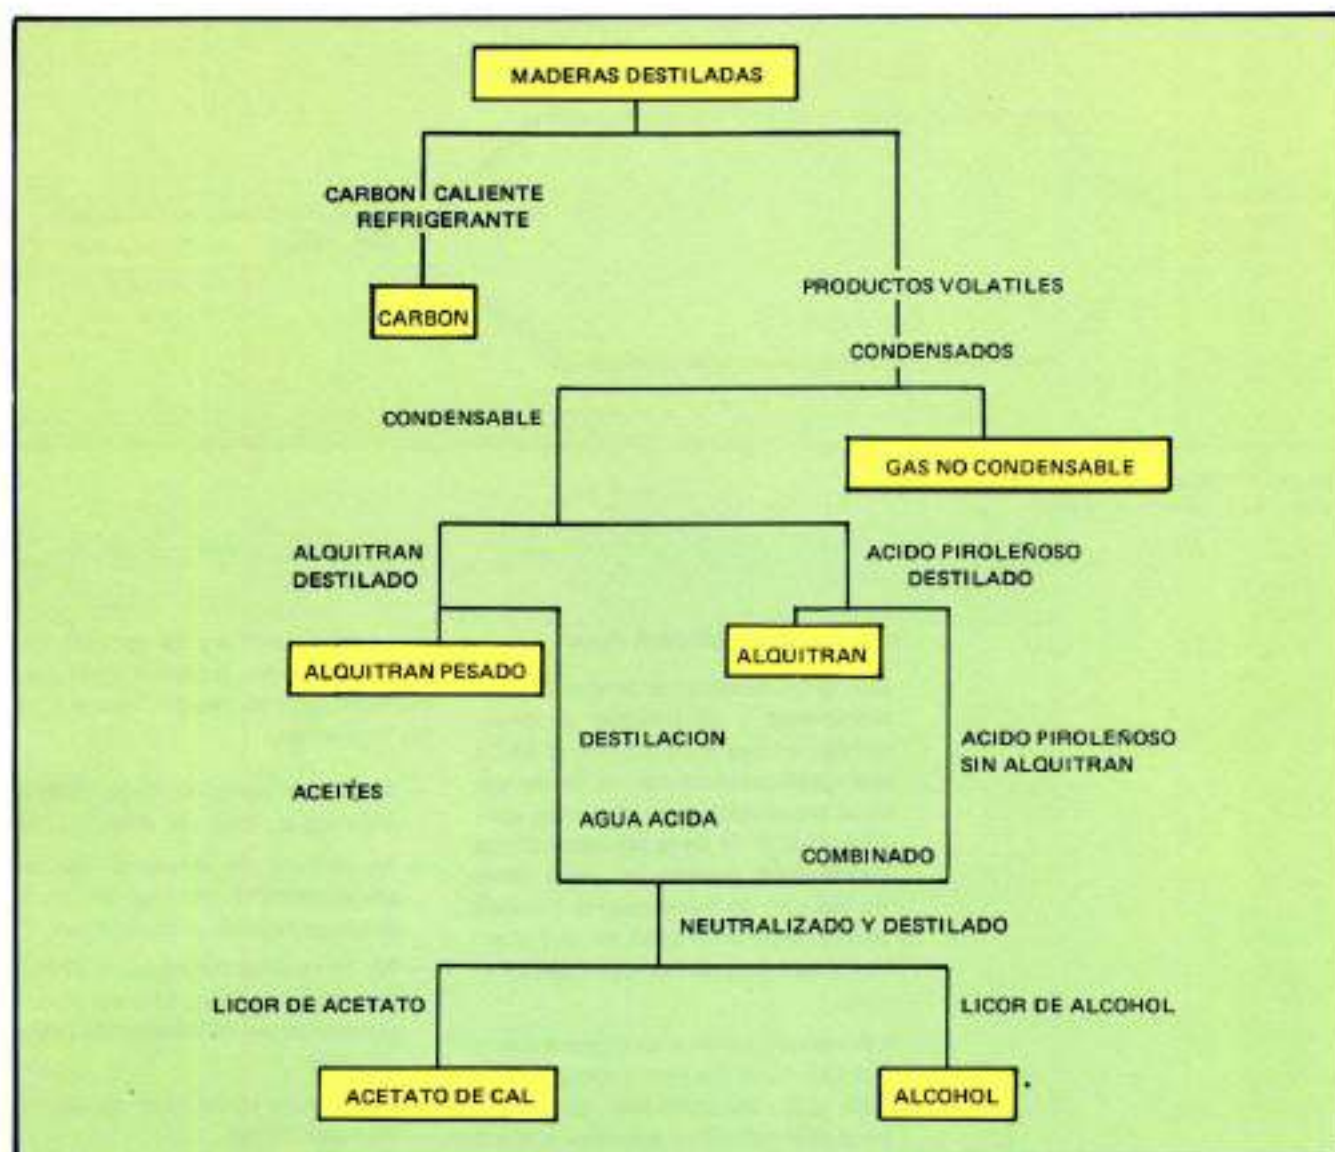 MADERAS DESTILADAS
CARBON CALIENTE
REFRIGERANTE
CARBON
PRODUCTOS VOLATILES
CONDENSADOS
CONDENSABLE
GAS NO CONDENSABLE
ALQUITRAN
DESTILADO
ACIDO PIROLEÑOSO
DESTILADO
ALQUITRAN PESADO
ALQUITRAN
DESTILACION
ACIDO PIROLEÑOSO
SIN ALQUITRAN
ACEITES
AGUA ACIDA
COMBINADO
NEUTRALIZADO Y DESTILADO
LICOR DE ACETATO
LICOR DE ALCOHOL
ACETATO DE CAL
ALCOHOL